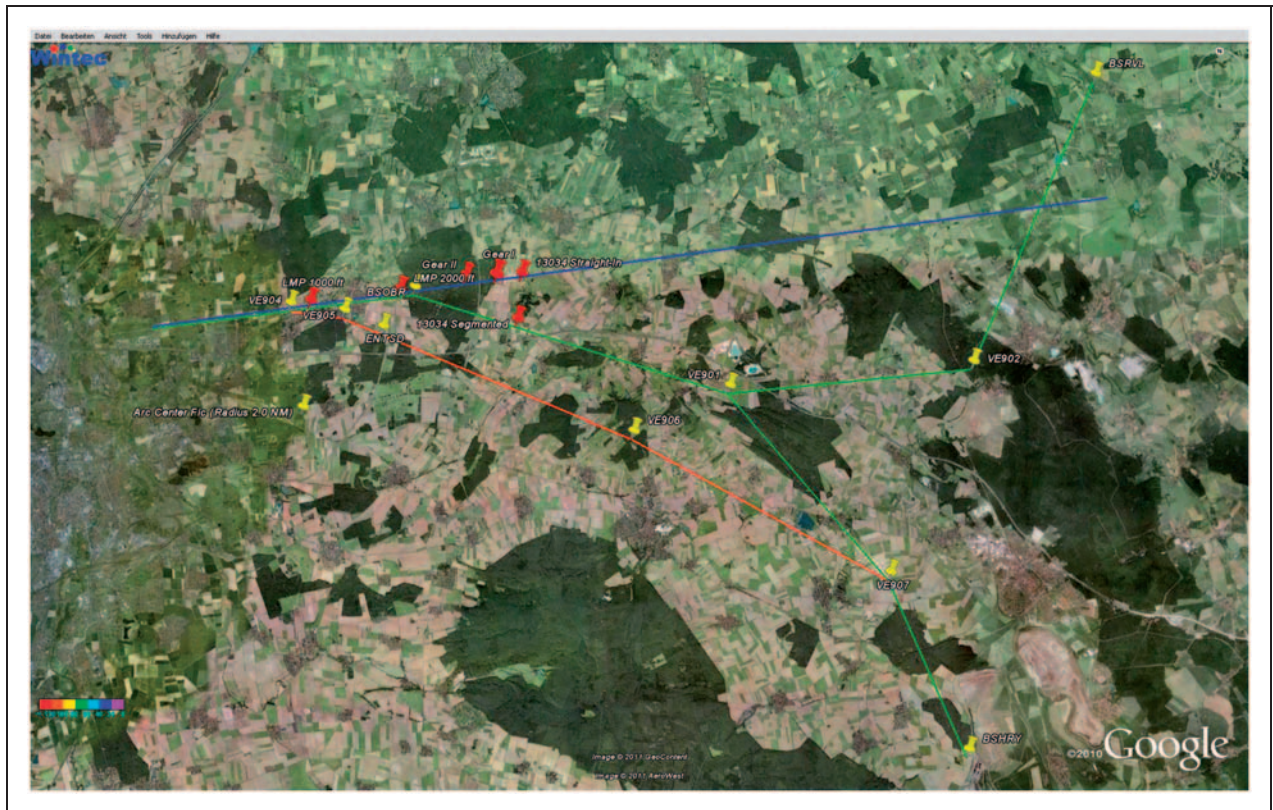 Datei Bearbeiten Ansicht Tools Hinzufügen Hilfe
Wintec
BSRVL
Gear I
Gear II
13034 Straight-In
LMP 2000 ft
LMP 1000 ft
BSOBR
VE904
VE905
13034 Segmented
ENTSD
VE902
VE901
Arc Center Flc (Radius 2.0 NM)
VE906
VE907
BSHRY
Image © 2011 GeoContent
Image © 2011 AeroWest
©2010 Google